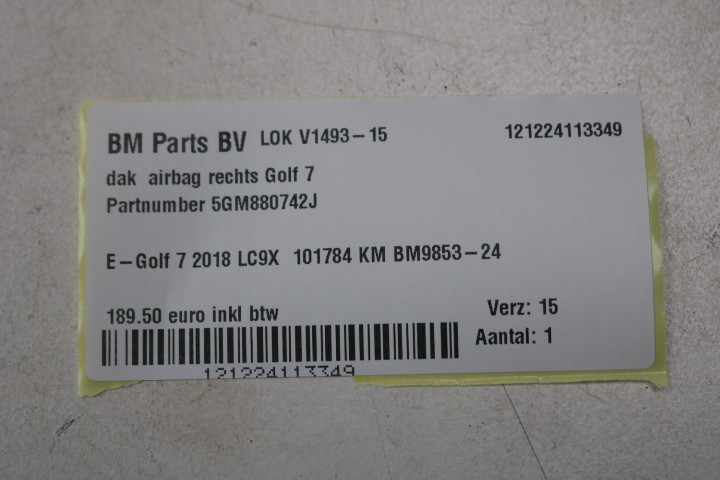 BM Parts BV LOK V1493-15 121224113349
dak airbag rechts Golf 7
Partnumber 5GM880742J
E-Golf 7 2018 LC9X 101784 KM BM9853-24
189.50 euro inkl btw Verz: 15
Aantal: 1
121224113349